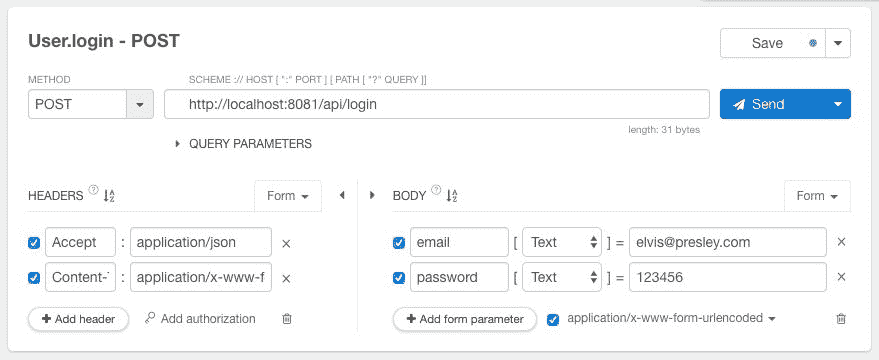 User.login - POST
Save
METHOD
SCHEME :// HOST [ ":" PORT ] [ PATH [ "?" QUERY ]]
POST
http://localhost:8081/api/login
Send
length: 31 bytes
QUERY PARAMETERS
HEADERS ? Form
BODY ? Form
Accept : application/json ×
email [ Text ] = elvis@presley.com ×
Content-T : application/x-www-f ×
password [ Text ] = 123456 ×
+ Add header Add authorization
+ Add form parameter application/x-www-form-urlencoded